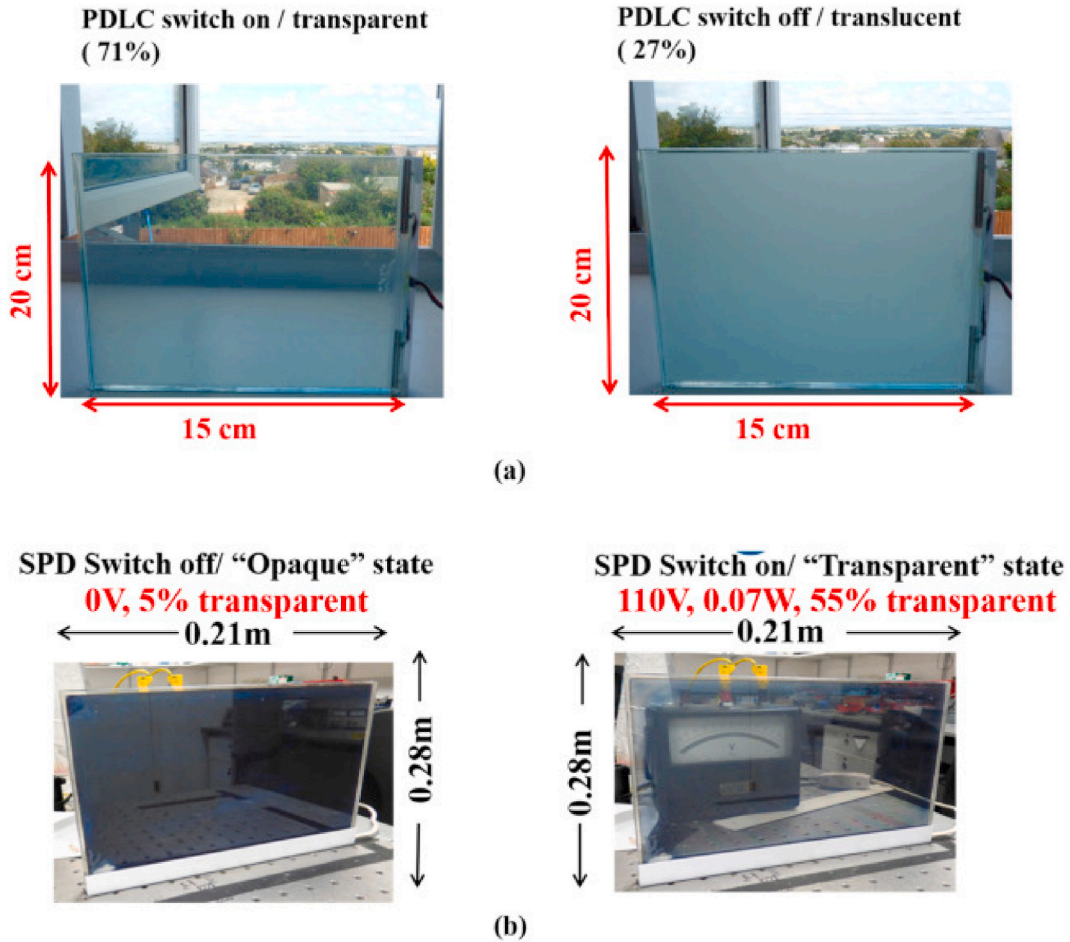 PDLC switch on / transparent
( 71%)
PDLC switch off / translucent
( 27%)
20 cm
15 cm
20 cm
15 cm
(a)
SPD Switch off/ “Opaque” state
0V, 5% transparent
0.21m
0.28m
SPD Switch on/ “Transparent” state
110V, 0.07W, 55% transparent
0.21m
0.28m
V
(b)